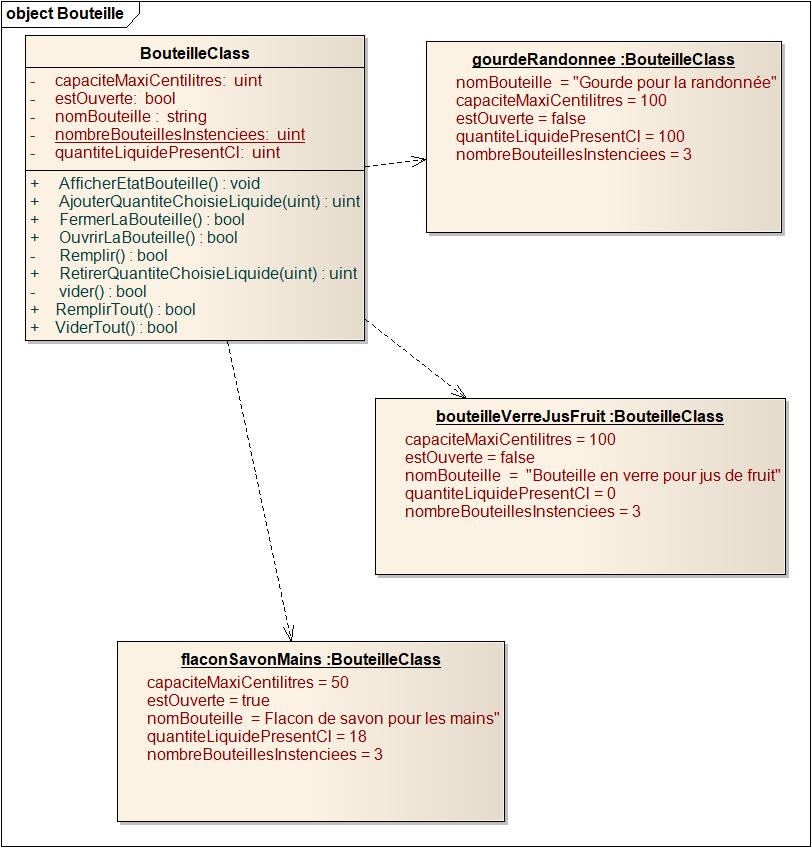 object Bouteille
BouteilleClass
- capaciteMaxiCentilitres: uint
- estOuverte: bool
- nomBouteille : string
- nombreBouteillesInstenciees: uint
- quantiteLiquidePresentCl: uint
+ AfficherEtatBouteille() : void
+ AjouterQuantiteChoisieLiquide(uint) : uint
+ FermerLaBouteille() : bool
+ OuvrirLaBouteille() : bool
- Remplir() : bool
+ RetirerQuantiteChoisieLiquide(uint) : uint
- vider() : bool
+ RemplirTout() : bool
+ ViderTout() : bool
gourdeRandonnee :BouteilleClass
nomBouteille = "Gourde pour la randonnée"
capaciteMaxiCentilitres = 100
estOuverte = false
quantiteLiquidePresentCl = 100
nombreBouteillesInstenciees = 3
bouteilleVerreJusFruit :BouteilleClass
capaciteMaxiCentilitres = 100
estOuverte = false
nomBouteille = "Bouteille en verre pour jus de fruit"
quantiteLiquidePresentCl = 0
nombreBouteillesInstenciees = 3
flaconSavonMains :BouteilleClass
capaciteMaxiCentilitres = 50
estOuverte = true
nomBouteille = Flacon de savon pour les mains"
quantiteLiquidePresentCl = 18
nombreBouteillesInstenciees = 3